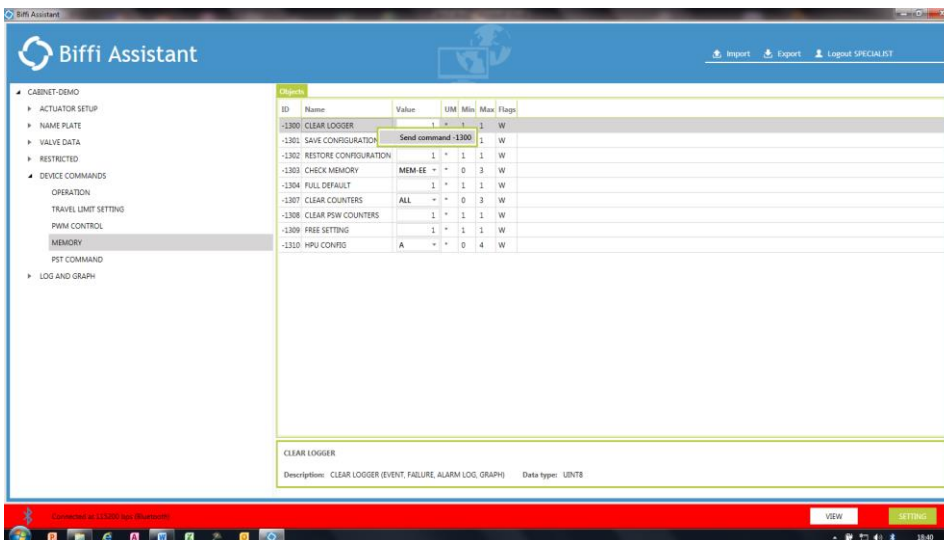 Biffi Assistant
Biffi Assistant
Import Export Logout SPECIALIST
CABINET-DEMO
ACTUATOR SETUP
NAME PLATE
VALVE DATA
RESTRICTED
DEVICE COMMANDS
OPERATION
TRAVEL LIMIT SETTING
PWM CONTROL
MEMORY
PST COMMAND
LOG AND GRAPH
Objects
ID Name Value UM Min Max Flags
-1300 CLEAR LOGGER 1 * 1 1 W
Send command -1300
-1301 SAVE CONFIGURATION 1 W
-1302 RESTORE CONFIGURATION 1 * 1 1 W
-1303 CHECK MEMORY MEM-EE * 0 3 W
-1304 FULL DEFAULT 1 * 1 1 W
-1307 CLEAR COUNTERS ALL * 0 3 W
-1308 CLEAR PSW COUNTERS 1 * 1 1 W
-1309 FREE SETTING 1 * 1 1 W
-1310 HPU CONFIG A * 0 4 W
CLEAR LOGGER
Description: CLEAR LOGGER (EVENT, FAILURE, ALARM LOG, GRAPH) Data type: UINT8
Connected at 115200 bps (Bluetooth)
VIEW SETTING
18:40